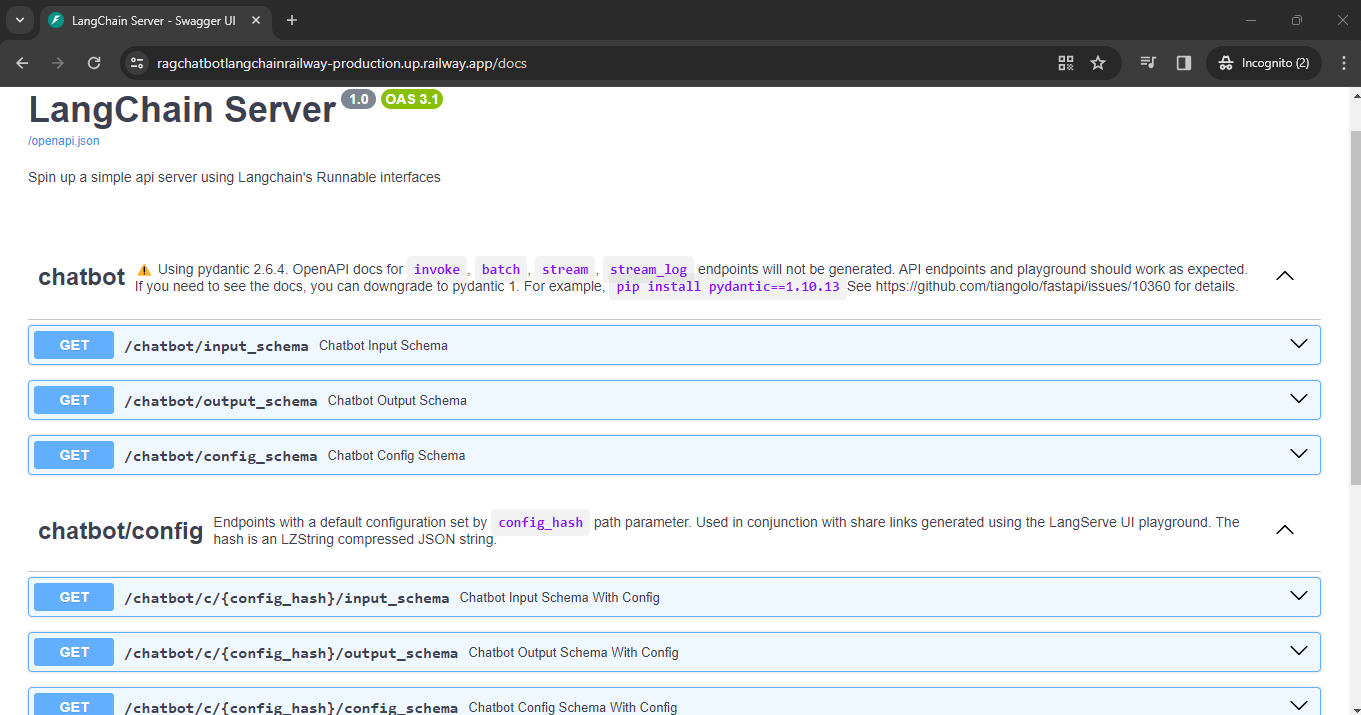 LangChain Server - Swagger UI
ragchatbotlangchainrailway-production.up.railway.app/docs
Incognito (2)
LangChain Server 1.0 OAS 3.1
/openapi.json
Spin up a simple api server using Langchain's Runnable interfaces
chatbot
⚠️ Using pydantic 2.6.4. OpenAPI docs for invoke , batch , stream , stream_log endpoints will not be generated. API endpoints and playground should work as expected.
If you need to see the docs, you can downgrade to pydantic 1. For example, pip install pydantic==1.10.13 See https://github.com/tiangolo/fastapi/issues/10360 for details.
GET /chatbot/input_schema Chatbot Input Schema
GET /chatbot/output_schema Chatbot Output Schema
GET /chatbot/config_schema Chatbot Config Schema
chatbot/config
Endpoints with a default configuration set by config_hash path parameter. Used in conjunction with share links generated using the LangServe UI playground. The
hash is an LZString compressed JSON string.
GET /chatbot/c/{config_hash}/input_schema Chatbot Input Schema With Config
GET /chatbot/c/{config_hash}/output_schema Chatbot Output Schema With Config
GET /chatbot/c/{config_hash}/config_schema Chatbot Config Schema With Config